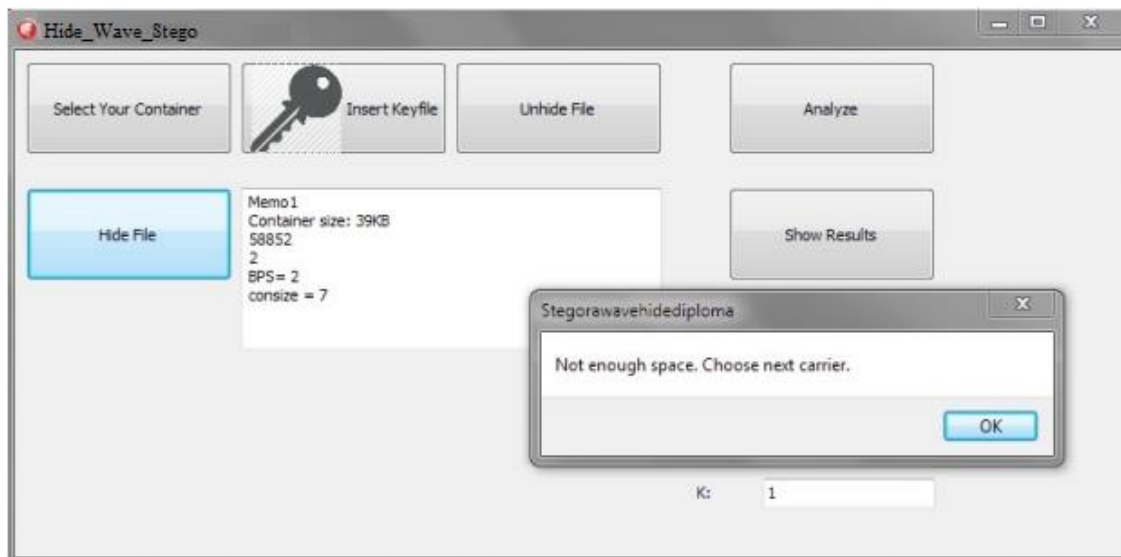 Hide_Wave_Stego
Select Your Container
Insert Keyfile
Unhide File
Analyze
Hide File
Memo1
Container size: 39KB
58852
2
BPS= 2
consize = 7
Show Results
Stegorawavehidediploma
Not enough space. Choose next carrier.
OK
K:
1